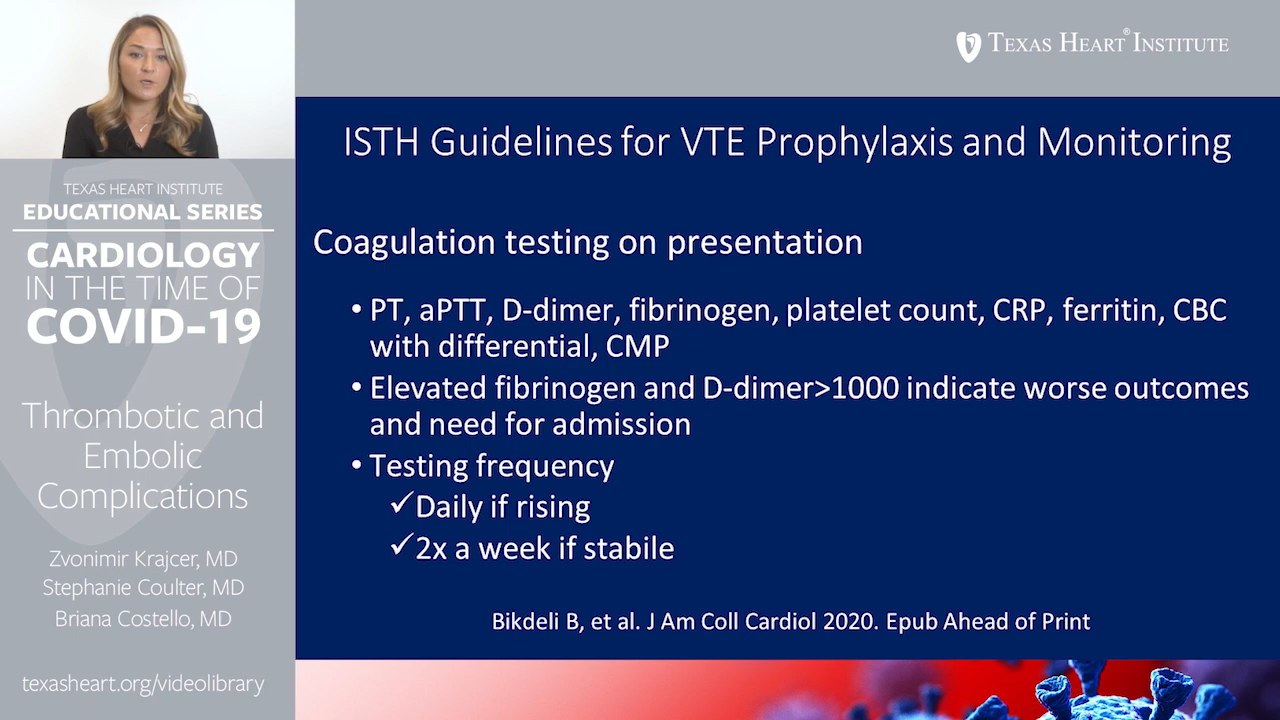 TEXAS HEART® INSTITUTE
TEXAS HEART INSTITUTE
EDUCATIONAL SERIES
CARDIOLOGY
IN THE TIME OF
COVID-19
Thrombotic and
Embolic
Complications
Zvonimir Krajcer, MD
Stephanie Coulter, MD
Briana Costello, MD
texasheart.org/videolibrary
ISTH Guidelines for VTE Prophylaxis and Monitoring
Coagulation testing on presentation
• PT, aPTT, D-dimer, fibrinogen, platelet count, CRP, ferritin, CBC
with differential, CMP
• Elevated fibrinogen and D-dimer>1000 indicate worse outcomes
and need for admission
• Testing frequency
✓Daily if rising
✓2x a week if stabile
Bikdeli B, et al. J Am Coll Cardiol 2020. Epub Ahead of Print